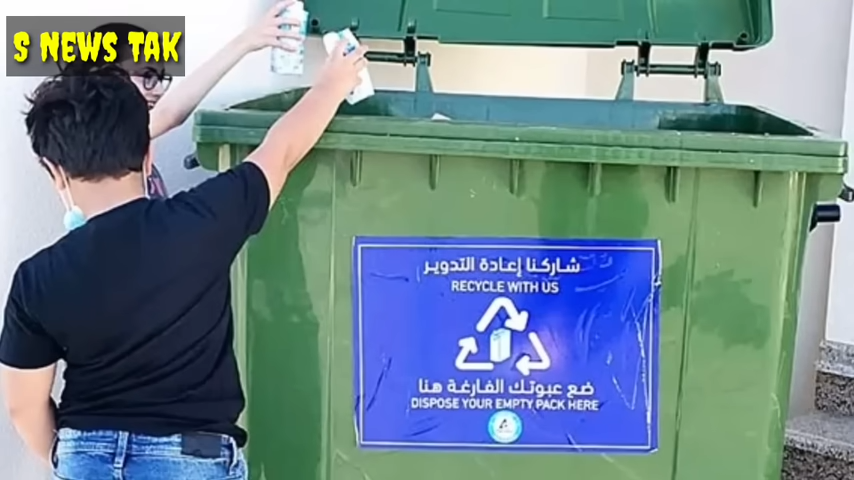 S NEWS TAK
شاركنا إعادة التدوير
RECYCLE WITH US
ضع عبوتك الفارغة هنا
DISPOSE YOUR EMPTY PACK HERE